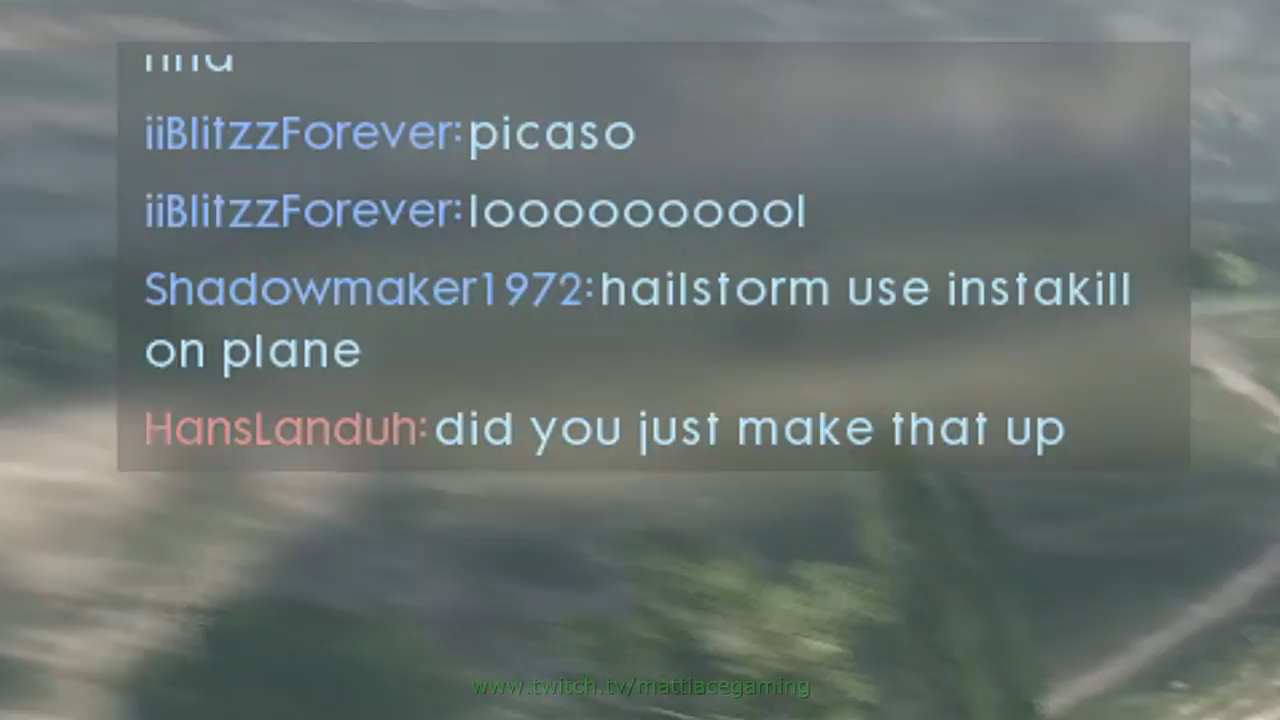 iiBlitzzForever:picaso
iiBlitzzForever:loooooooool
Shadowmaker1972:hailstorm use instakill
on plane
HansLanduh:did you just make that up
www.twitch.tv/mattiacegaming